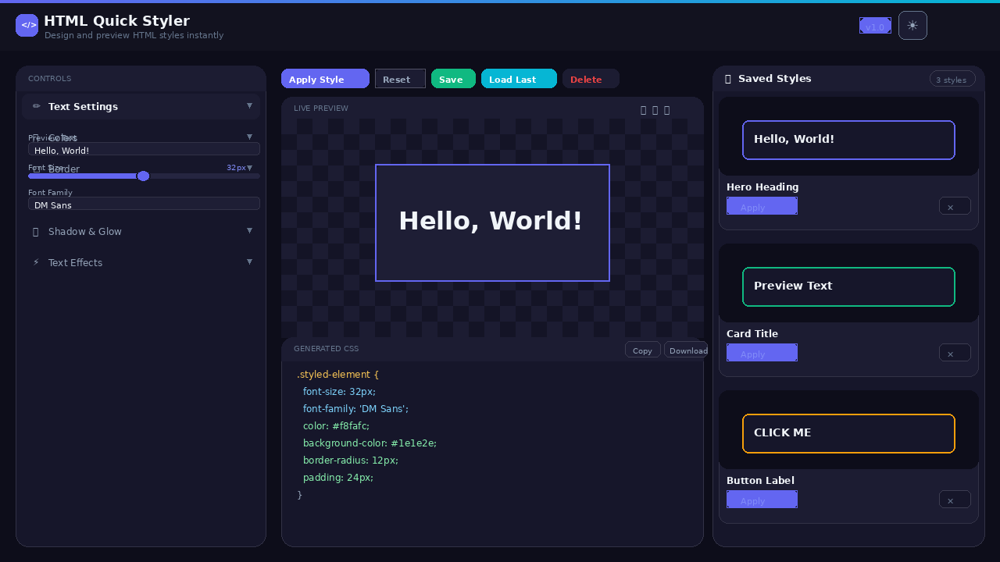 </> HTML Quick Styler
Design and preview HTML styles instantly
v1.0
CONTROLS
Text Settings
Colors
Preview Text
Hello, World!
Border
Font Size
32px
Font Family
DM Sans
Shadow & Glow
Text Effects
Apply Style
Reset
Save
Load Last
Delete
LIVE PREVIEW
Hello, World!
GENERATED CSS
Copy
Download
.styled-element {
font-size: 32px;
font-family: 'DM Sans';
color: #f8fafc;
background-color: #1e1e2e;
border-radius: 12px;
padding: 24px;
}
Saved Styles
3 styles
Hello, World!
Hero Heading
Apply
×
Preview Text
Card Title
Apply
×
CLICK ME
Button Label
Apply
×